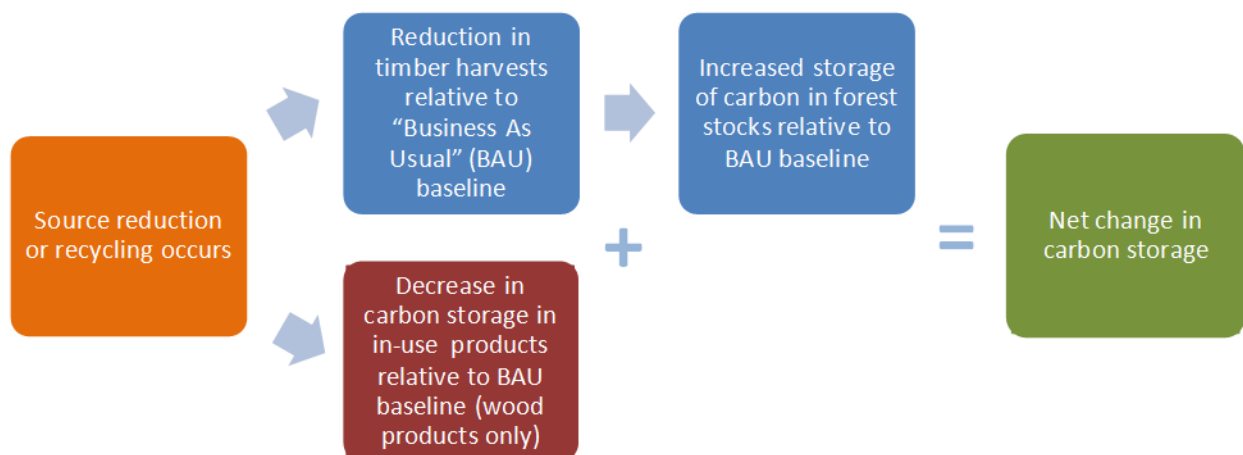 Source reduction
or recycling occurs
Reduction in
timber harvests
relative to
“Business As
Usual” (BAU)
baseline
Increased storage
of carbon in forest
stocks relative to
BAU baseline
+
Decrease in
carbon storage in
in-use products
relative to BAU
baseline (wood
products only)
=
Net change in
carbon storage